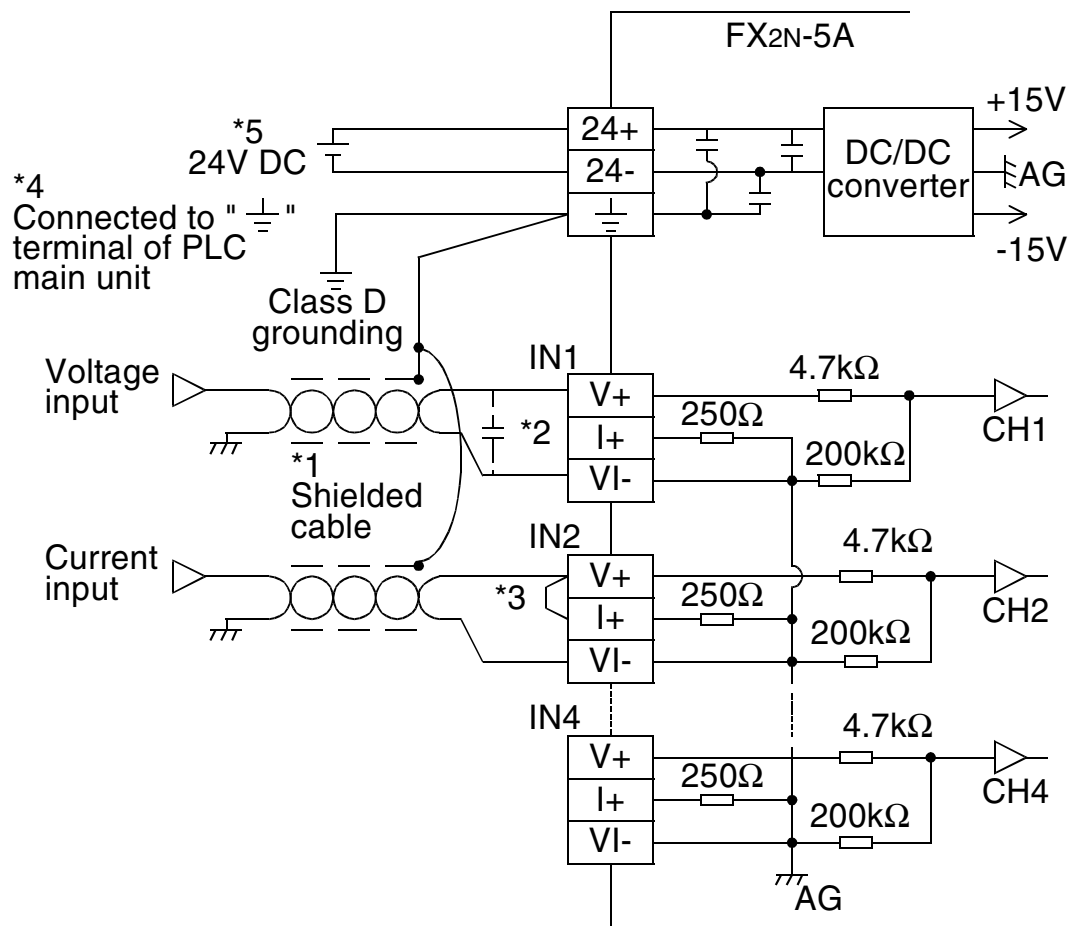 FX2N-5A
*5
24V DC
24+
24-
DC/DC
converter
+15V
AG
-15V
*4
Connected to " "
terminal of PLC
main unit
Class D
grounding
Voltage
input
*1
Shielded
cable
*2
IN1
V+
I+
VI-
250Ω
4.7kΩ
200kΩ
CH1
Current
input
*3
IN2
V+
I+
VI-
250Ω
4.7kΩ
200kΩ
CH2
IN4
V+
I+
VI-
250Ω
4.7kΩ
200kΩ
CH4
AG